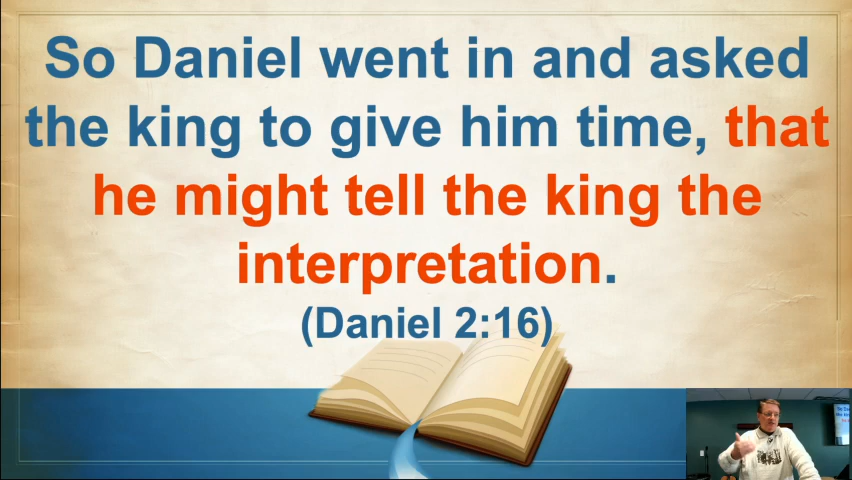 So Daniel went in and asked
the king to give him time, that
he might tell the king the
interpretation.
(Daniel 2:16)